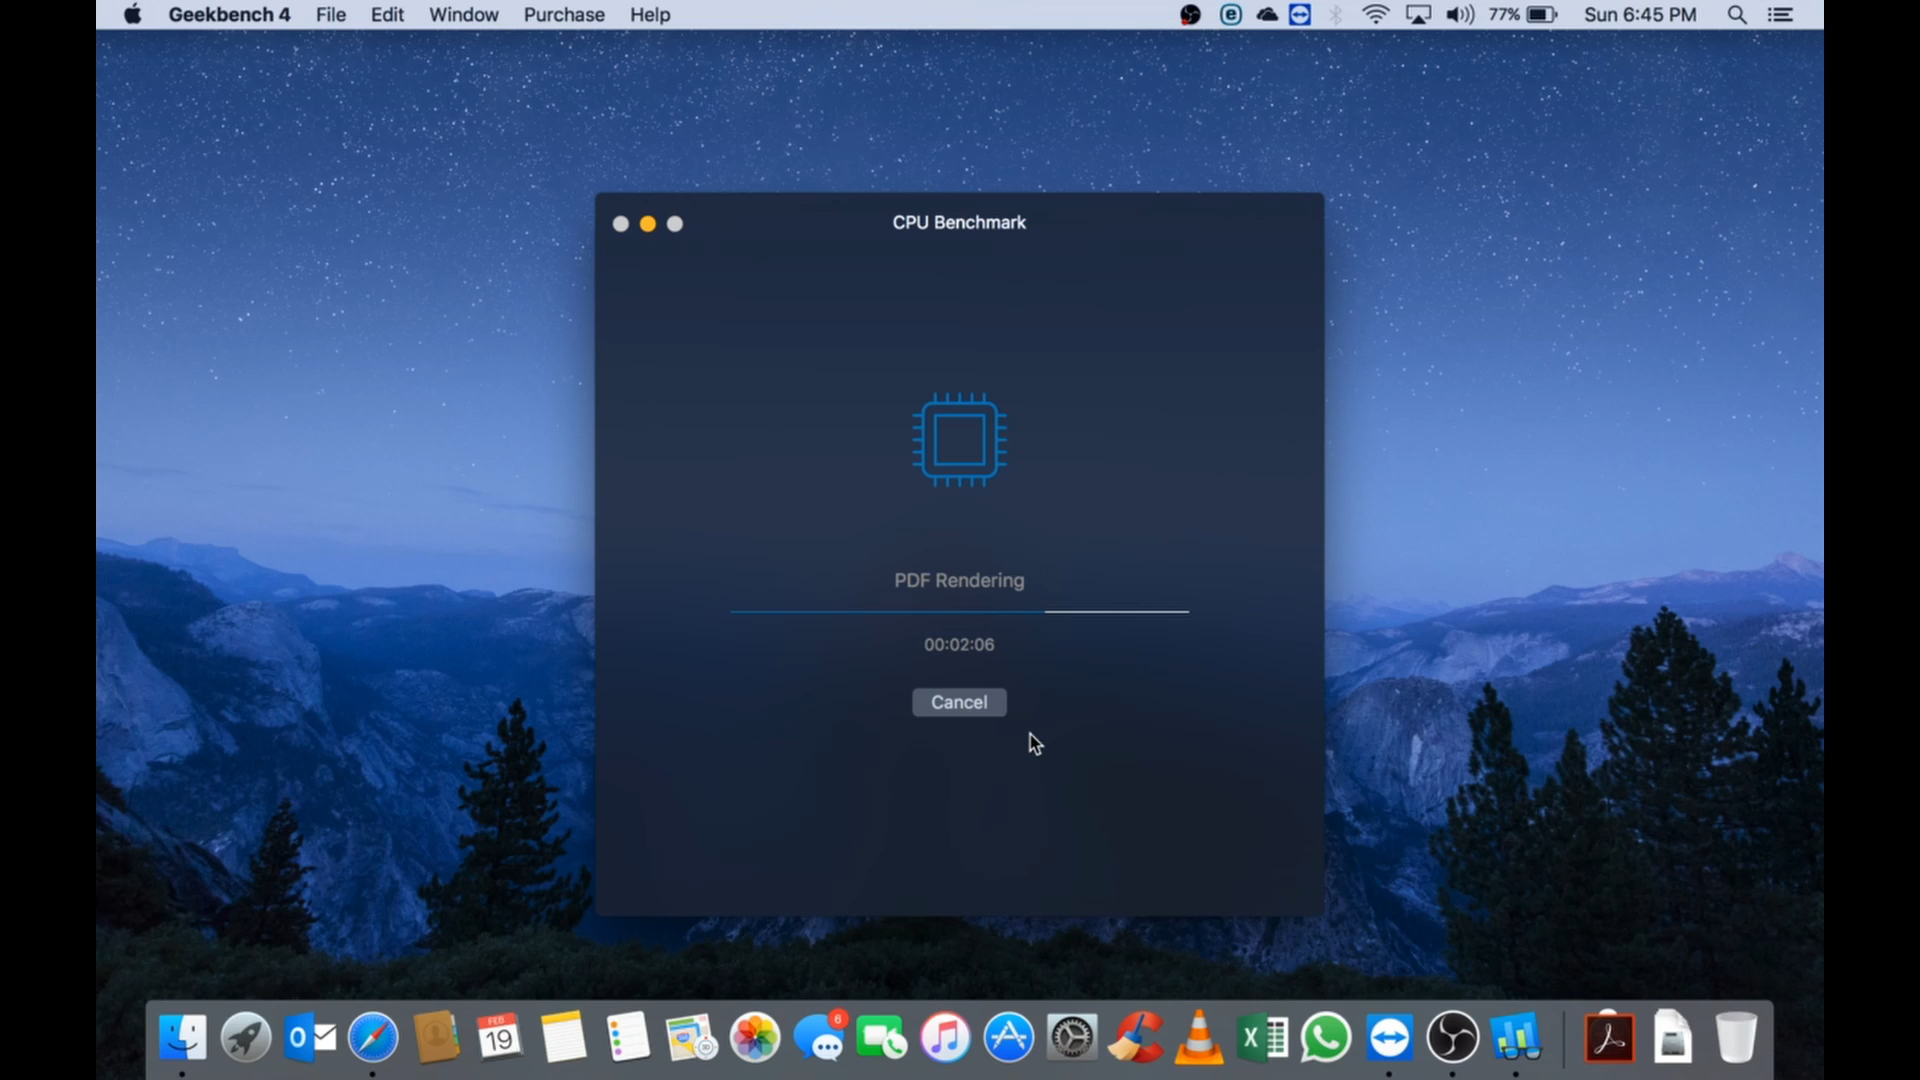 Geekbench 4 File Edit Window Purchase Help 77% Sun 6:45 PM
CPU Benchmark
PDF Rendering
00:02:06
Cancel
6
FEB
19